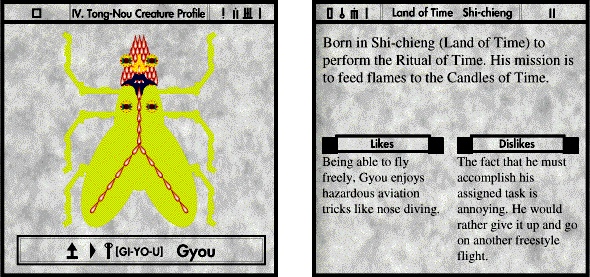 IV. Tong-Nou Creature Profile
[GI-YO-U] Gyou
Land of Time Shi-chieng
Born in Shi-chieng (Land of Time) to
perform the Ritual of Time. His mission is
to feed flames to the Candles of Time.
Likes
Being able to fly
freely, Gyou enjoys
hazardous aviation
tricks like nose diving.
Dislikes
The fact that he must
accomplish his
assigned task is
annoying. He would
rather give it up and go
on another freestyle
flight.